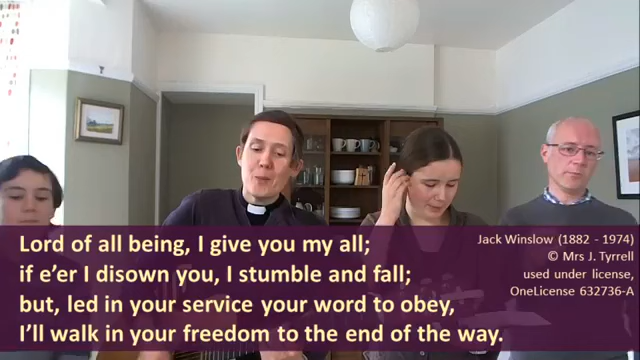 Lord of all being, I give you my all;
if e'er I disown you, I stumble and fall;
but, led in your service your word to obey,
I'll walk in your freedom to the end of the way.
Jack Winslow (1882 - 1974)
© Mrs J. Tyrrell
used under license,
OneLicense 632736-A